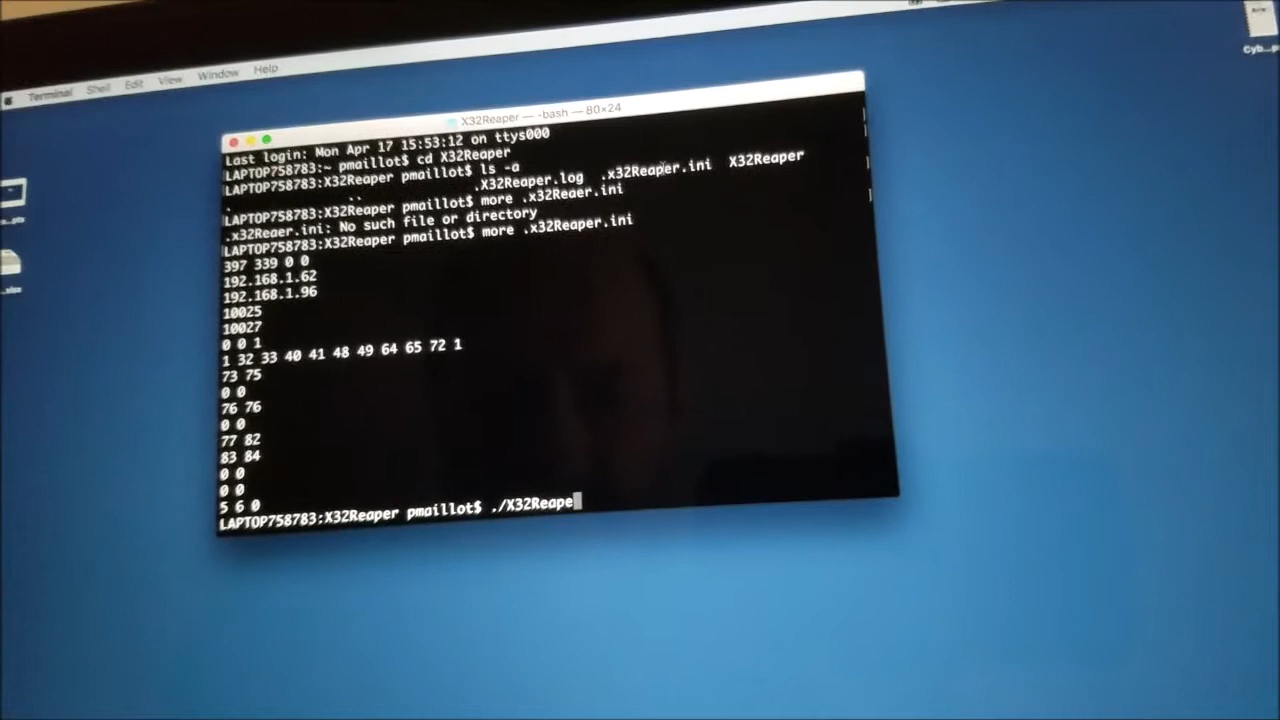 Terminal Shell Edit View Window Help
X32Reaper — -bash — 80×24
Last login: Mon Apr 17 15:53:12 on ttys000
LAPTOP758783:~ pmaillot$ cd X32Reaper
LAPTOP758783:X32Reaper pmaillot$ ls -a
. .. .X32Reaper.log .x32Reaper.ini X32Reaper
LAPTOP758783:X32Reaper pmaillot$ more .x32Reaer.ini
.x32Reaer.ini: No such file or directory
LAPTOP758783:X32Reaper pmaillot$ more .x32Reaper.ini
397 339 0 0
192.168.1.62
192.168.1.96
10025
10027
0 0 1
1 32 33 40 41 48 49 64 65 72 1
73 75
0 0
76 76
0 0
77 82
83 84
0 0
0 0
5 6 0
LAPTOP758783:X32Reaper pmaillot$ ./X32Reape